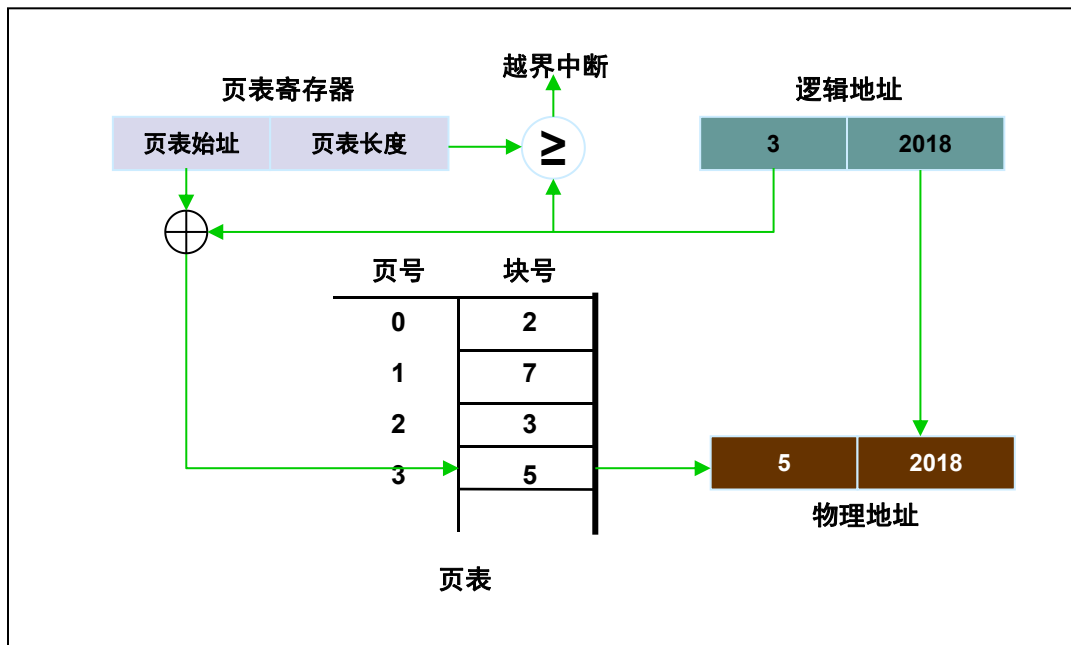 越界中断
页表寄存器
逻辑地址
页表始址 页表长度
≥
3 2018
页号 块号
0 2
1 7
2 3
3 5
5 2018
物理地址
页表